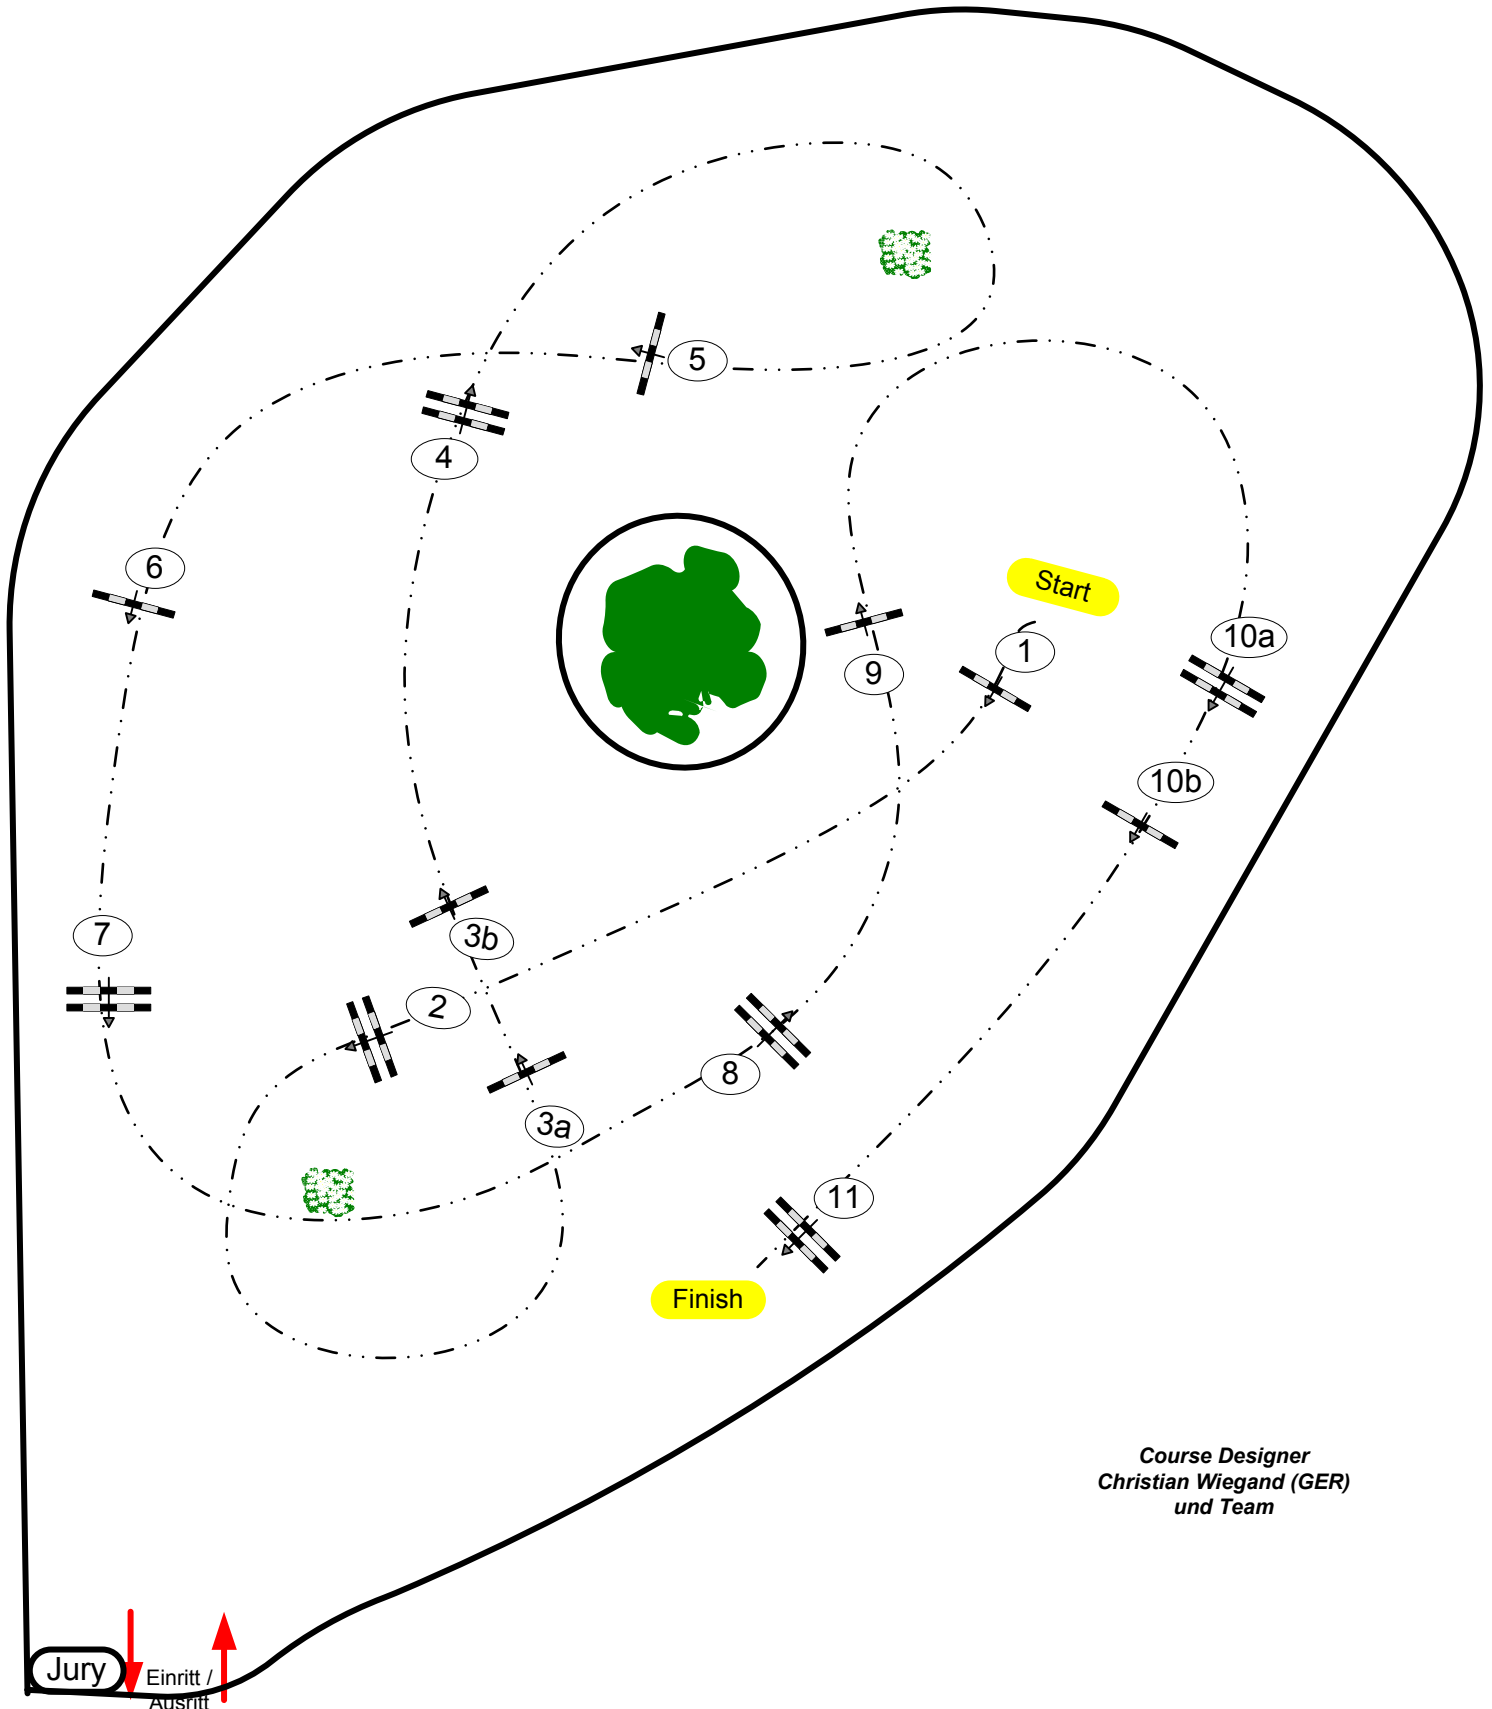 5
4
6
Start
1
10a
9
10b
3b
7
2
8
3a
11
Finish
Course Designer
Christian Wiegand (GER)
und Team
Jury
Einritt /
Ausritt